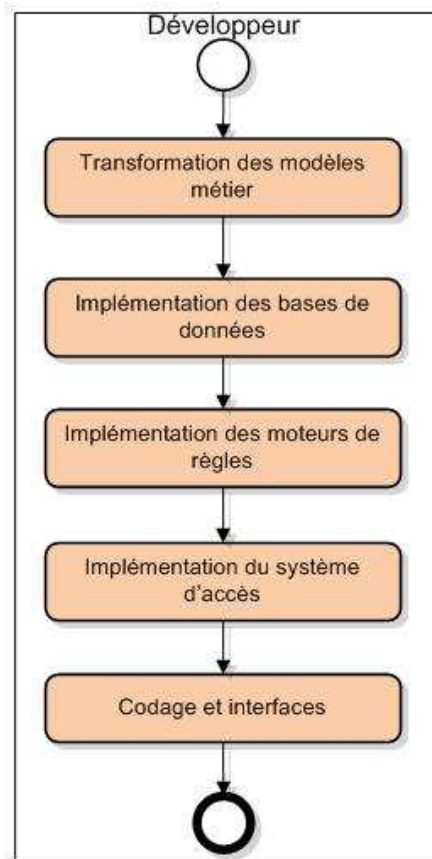 Développeur
Transformation des modèles
métier
Implémentation des bases de
données
Implémentation des moteurs de
règles
Implémentation du système
d'accès
Codage et interfaces